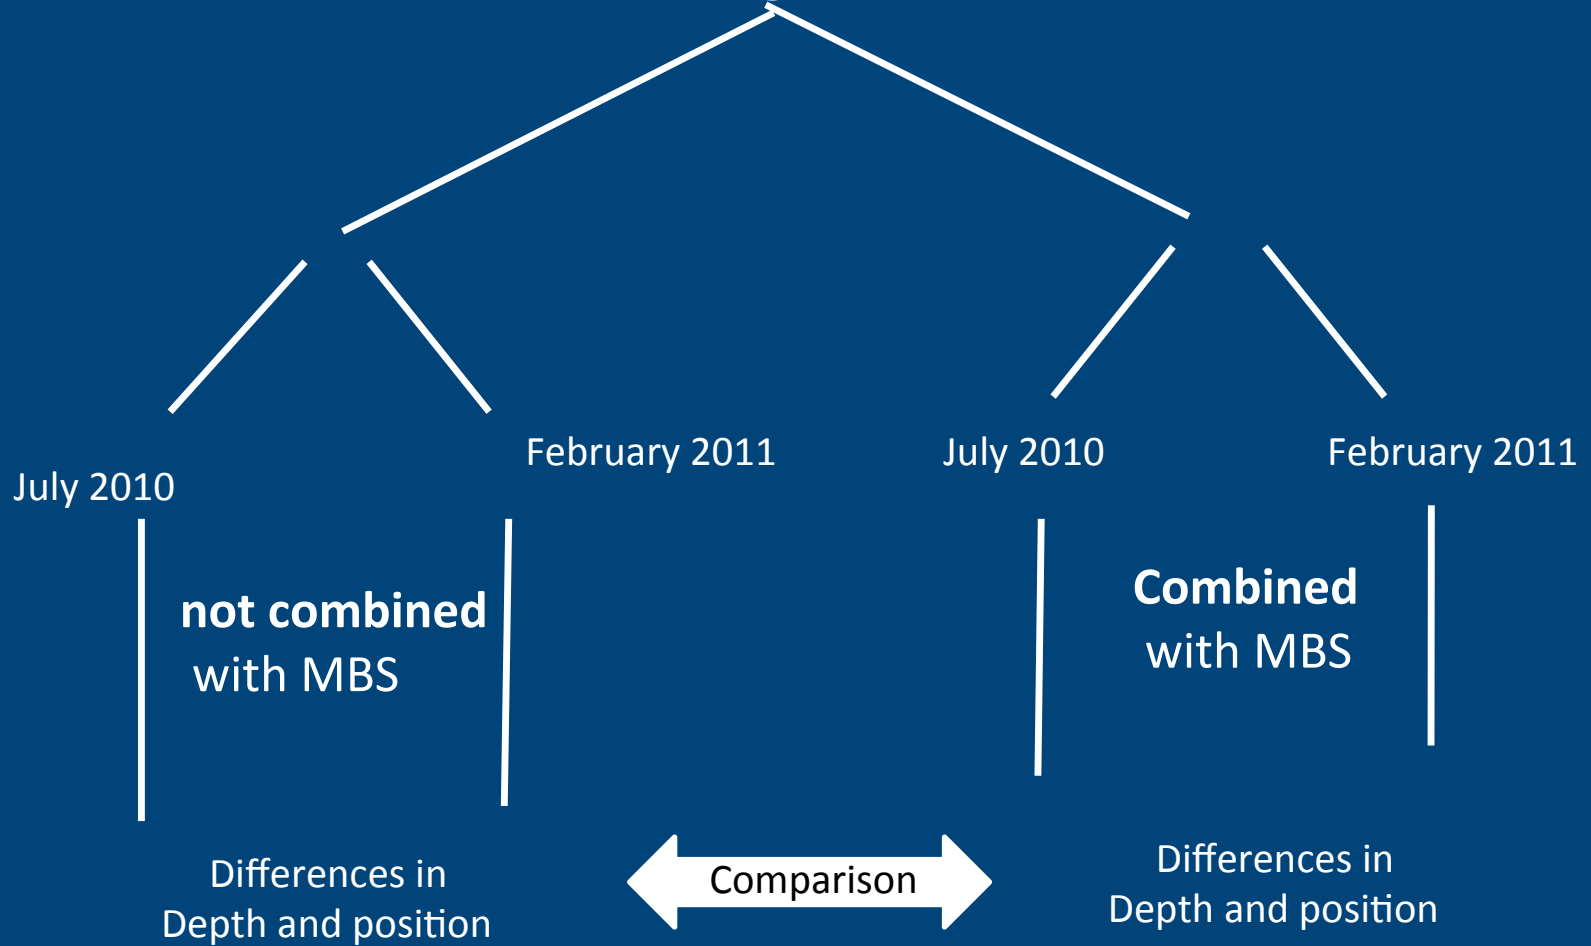 July 2010
February 2011
July 2010
February 2011
not combined
with MBS
Combined
with MBS
Differences in
Depth and position
Comparison
Differences in
Depth and position